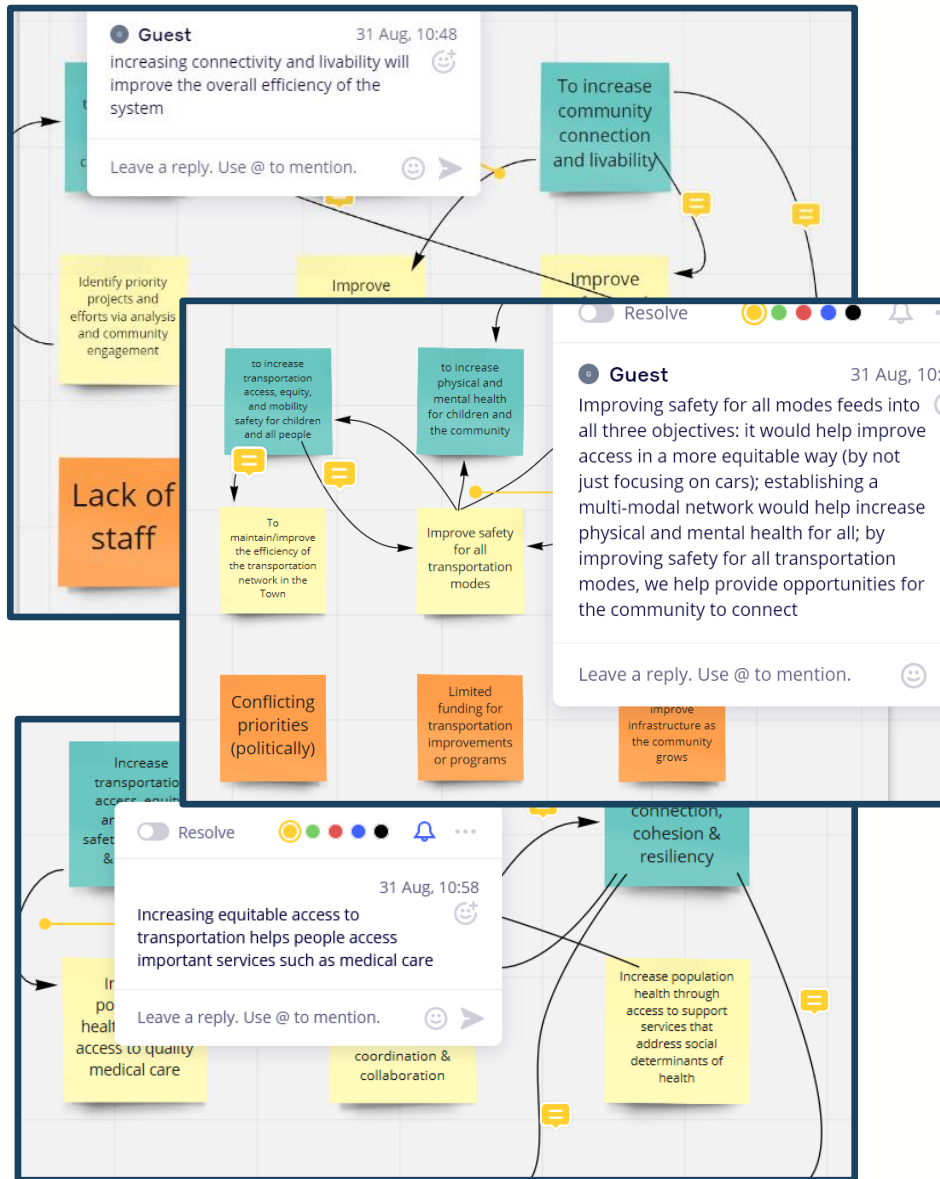 Guest
31 Aug, 10:48
increasing connectivity and livability will
improve the overall efficiency of the
system
Leave a reply. Use @ to mention.
To increase
community
connection
and livability
Identify priority
projects and
efforts via analysis
and community
engagement
Improve
Improve
Lack of
staff
to increase
transportation
access, equity,
and mobility
safety for children
and all people
to increase
physical and
mental health
for children and
the community
To
maintain/improve
the efficiency of
the transportation
network in the
Town
Improve safety
for all
transportation
modes
Conflicting
priorities
(politically)
Limited
funding for
transportation
improvements
or programs
improve
infrastructure as
the community
grows
Resolve
Guest
31 Aug, 10:
Improving safety for all modes feeds into
all three objectives: it would help improve
access in a more equitable way (by not
just focusing on cars); establishing a
multi-modal network would help increase
physical and mental health for all; by
improving safety for all transportation
modes, we help provide opportunities for
the community to connect
Leave a reply. Use @ to mention.
Increase
access, equity
&
Resolve
31 Aug, 10:58
Increasing equitable access to
transportation helps people access
important services such as medical care
Leave a reply. Use @ to mention.
connection,
cohesion &
resiliency
access to quality
medical care
coordination &
collaboration
Increase population
health through
access to support
services that
address social
determinants of
health